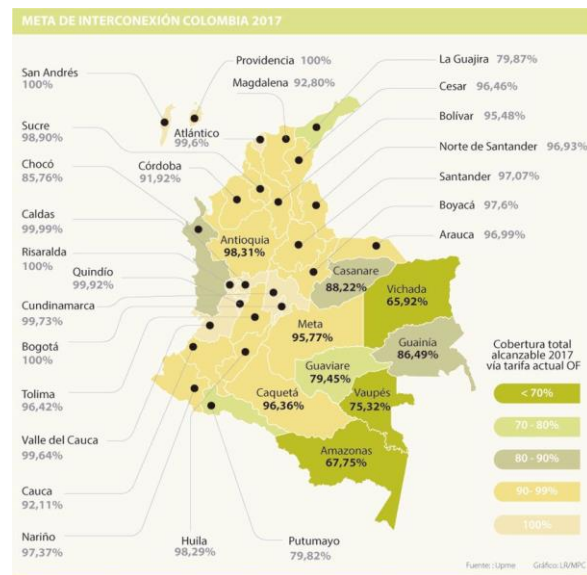 META DE INTERCONEXIÓN COLOMBIA 2017
San Andrés
100%
Providencia 100%
Magdalena 92,80%
La Guajira 79,87%
Cesar 96,46%
Bolívar 95,48%
Norte de Santander 96,93%
Santander 97,07%
Boyacá 97,6%
Arauca 96,99%
Sucre
98,90%
Atlántico
99,6%
Chocó
85,76%
Córdoba
91,92%
Caldas
99,99%
Risaralda
100%
Quindío
99,92%
Cundinamarca
99,73%
Bogotá
100%
Tolima
96,42%
Valle del Cauca
99,64%
Cauca
92,11%
Nariño
97,37%
Huila
98,29%
Putumayo
79,82%
Antioquia
98,31%
Casanare
88,22%
Vichada
65,92%
Meta
95,77%
Guainía
86,49%
Guaviare
79,45%
Caquetá
96,36%
Vaupés
75,32%
Amazonas
67,75%
Cobertura total
alcanzable 2017
vía tarifa actual OF
< 70%
70 - 80%
80 - 90%
90- 99%
100%
Fuente: : Upme Gráfico: LR/MPC